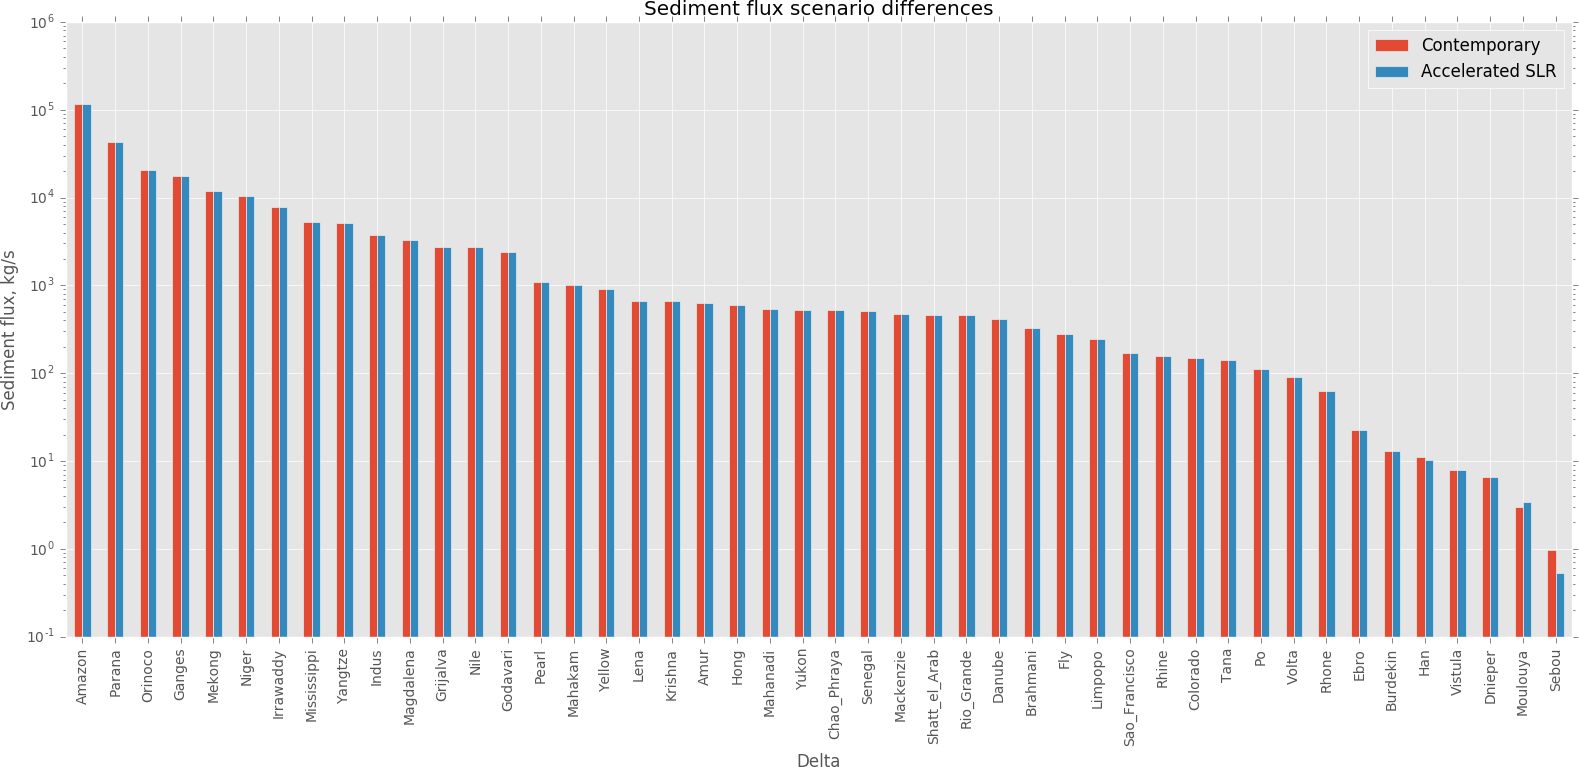 Sediment flux scenario differences
Contemporary
Accelerated SLR
Sediment flux, kg/s
10^6
10^5
10^4
10^3
10^2
10^1
10^0
10^-1
Amazon
Parana
Orinoco
Ganges
Mekong
Niger
Irrawaddy
Mississippi
Yangtze
Indus
Magdalena
Grijalva
Nile
Godavari
Pearl
Mahakam
Yellow
Lena
Krishna
Amur
Hong
Mahanadi
Yukon
Chao_Phraya
Senegal
Mackenzie
Shatt_el_Arab
Rio_Grande
Danube
Brahmani
Fly
Limpopo
Sao_Francisco
Rhine
Colorado
Tana
Po
Volta
Rhone
Ebro
Burdekin
Han
Vistula
Dnieper
Moulouya
Sebou
Delta